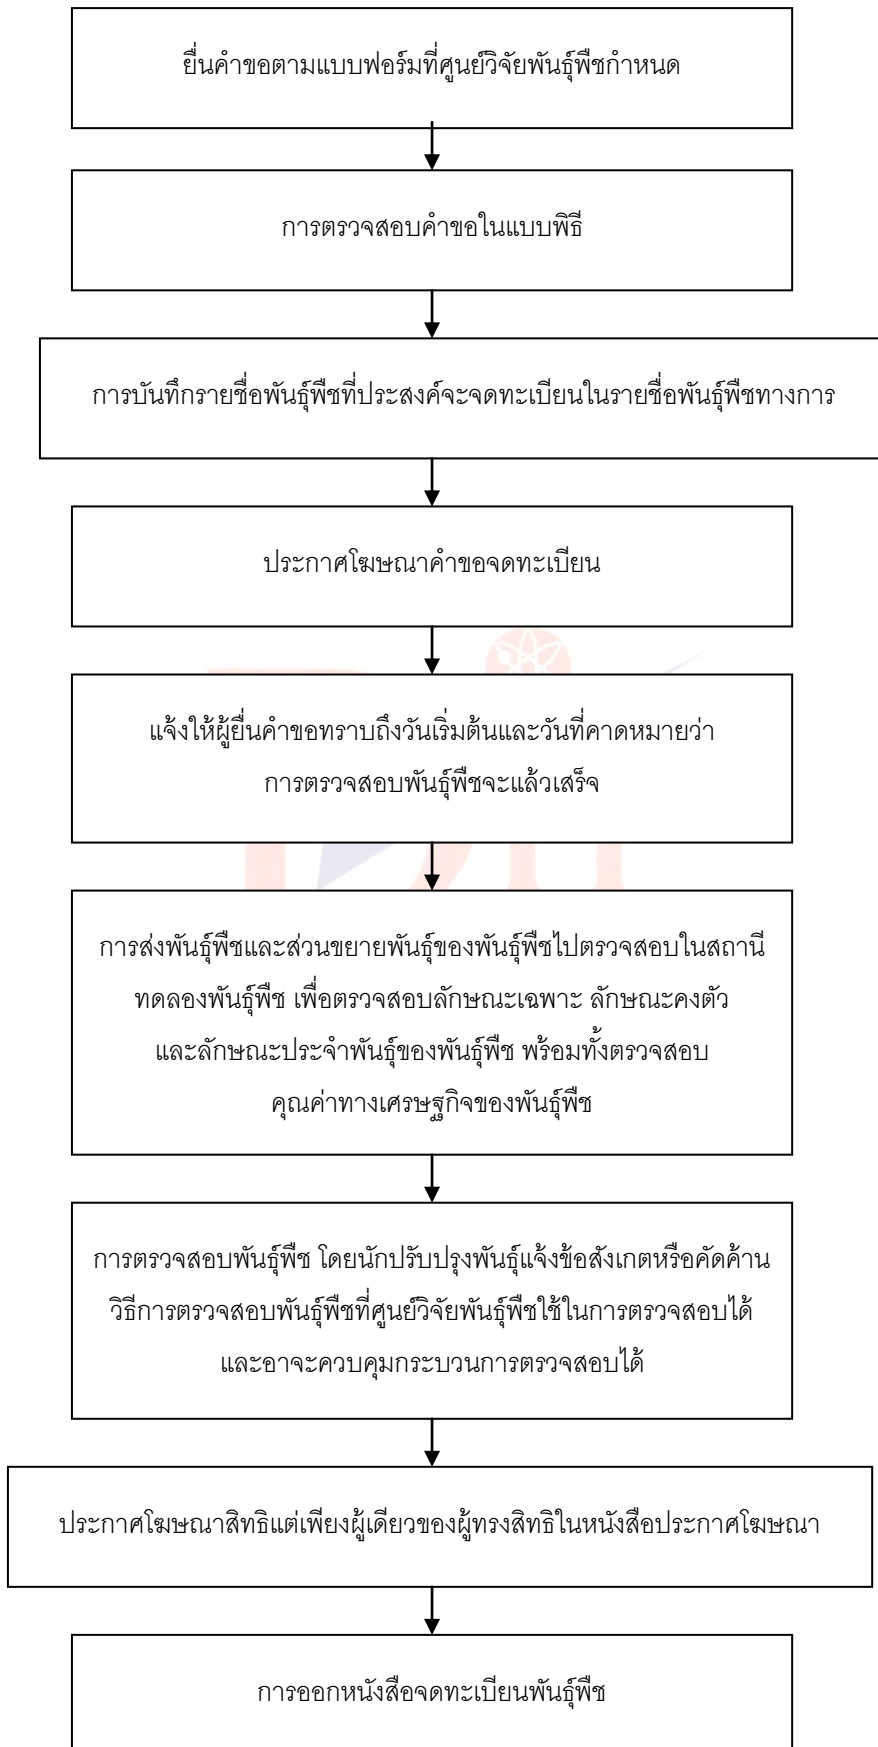 ยื่นคำขอตามแบบฟอร์มที่ศูนย์วิจัยพันธุ์พืชกำหนด
การตรวจสอบคำขอในแบบพิธี
การบันทึกรายชื่อพันธุ์พืชที่ประสงค์จะจดทะเบียนในรายชื่อพันธุ์พืชทางการ
ประกาศโฆษณาคำขอจดทะเบียน
แจ้งให้ผู้ยื่นคำขอทราบถึงวันเริ่มต้นและวันที่คาดหมายว่า
การตรวจสอบพันธุ์พืชจะแล้วเสร็จ
การส่งพันธุ์พืชและส่วนขยายพันธุ์ของพันธุ์พืชไปตรวจสอบในสถานี
ทดลองพันธุ์พืช เพื่อตรวจสอบลักษณะเฉพาะ ลักษณะคงตัว
และลักษณะประจำพันธุ์ของพันธุ์พืช พร้อมทั้งตรวจสอบ
คุณค่าทางเศรษฐกิจของพันธุ์พืช
การตรวจสอบพันธุ์พืช โดยนักปรับปรุงพันธุ์แจ้งข้อสังเกตหรือคัดค้าน
วิธีการตรวจสอบพันธุ์พืชที่ศูนย์วิจัยพันธุ์พืชใช้ในการตรวจสอบได้
และอาจะควบคุมกระบวนการตรวจสอบได้
ประกาศโฆษณาสิทธิแต่เพียงผู้เดียวของผู้ทรงสิทธิในหนังสือประกาศโฆษณา
การออกหนังสือจดทะเบียนพันธุ์พืช